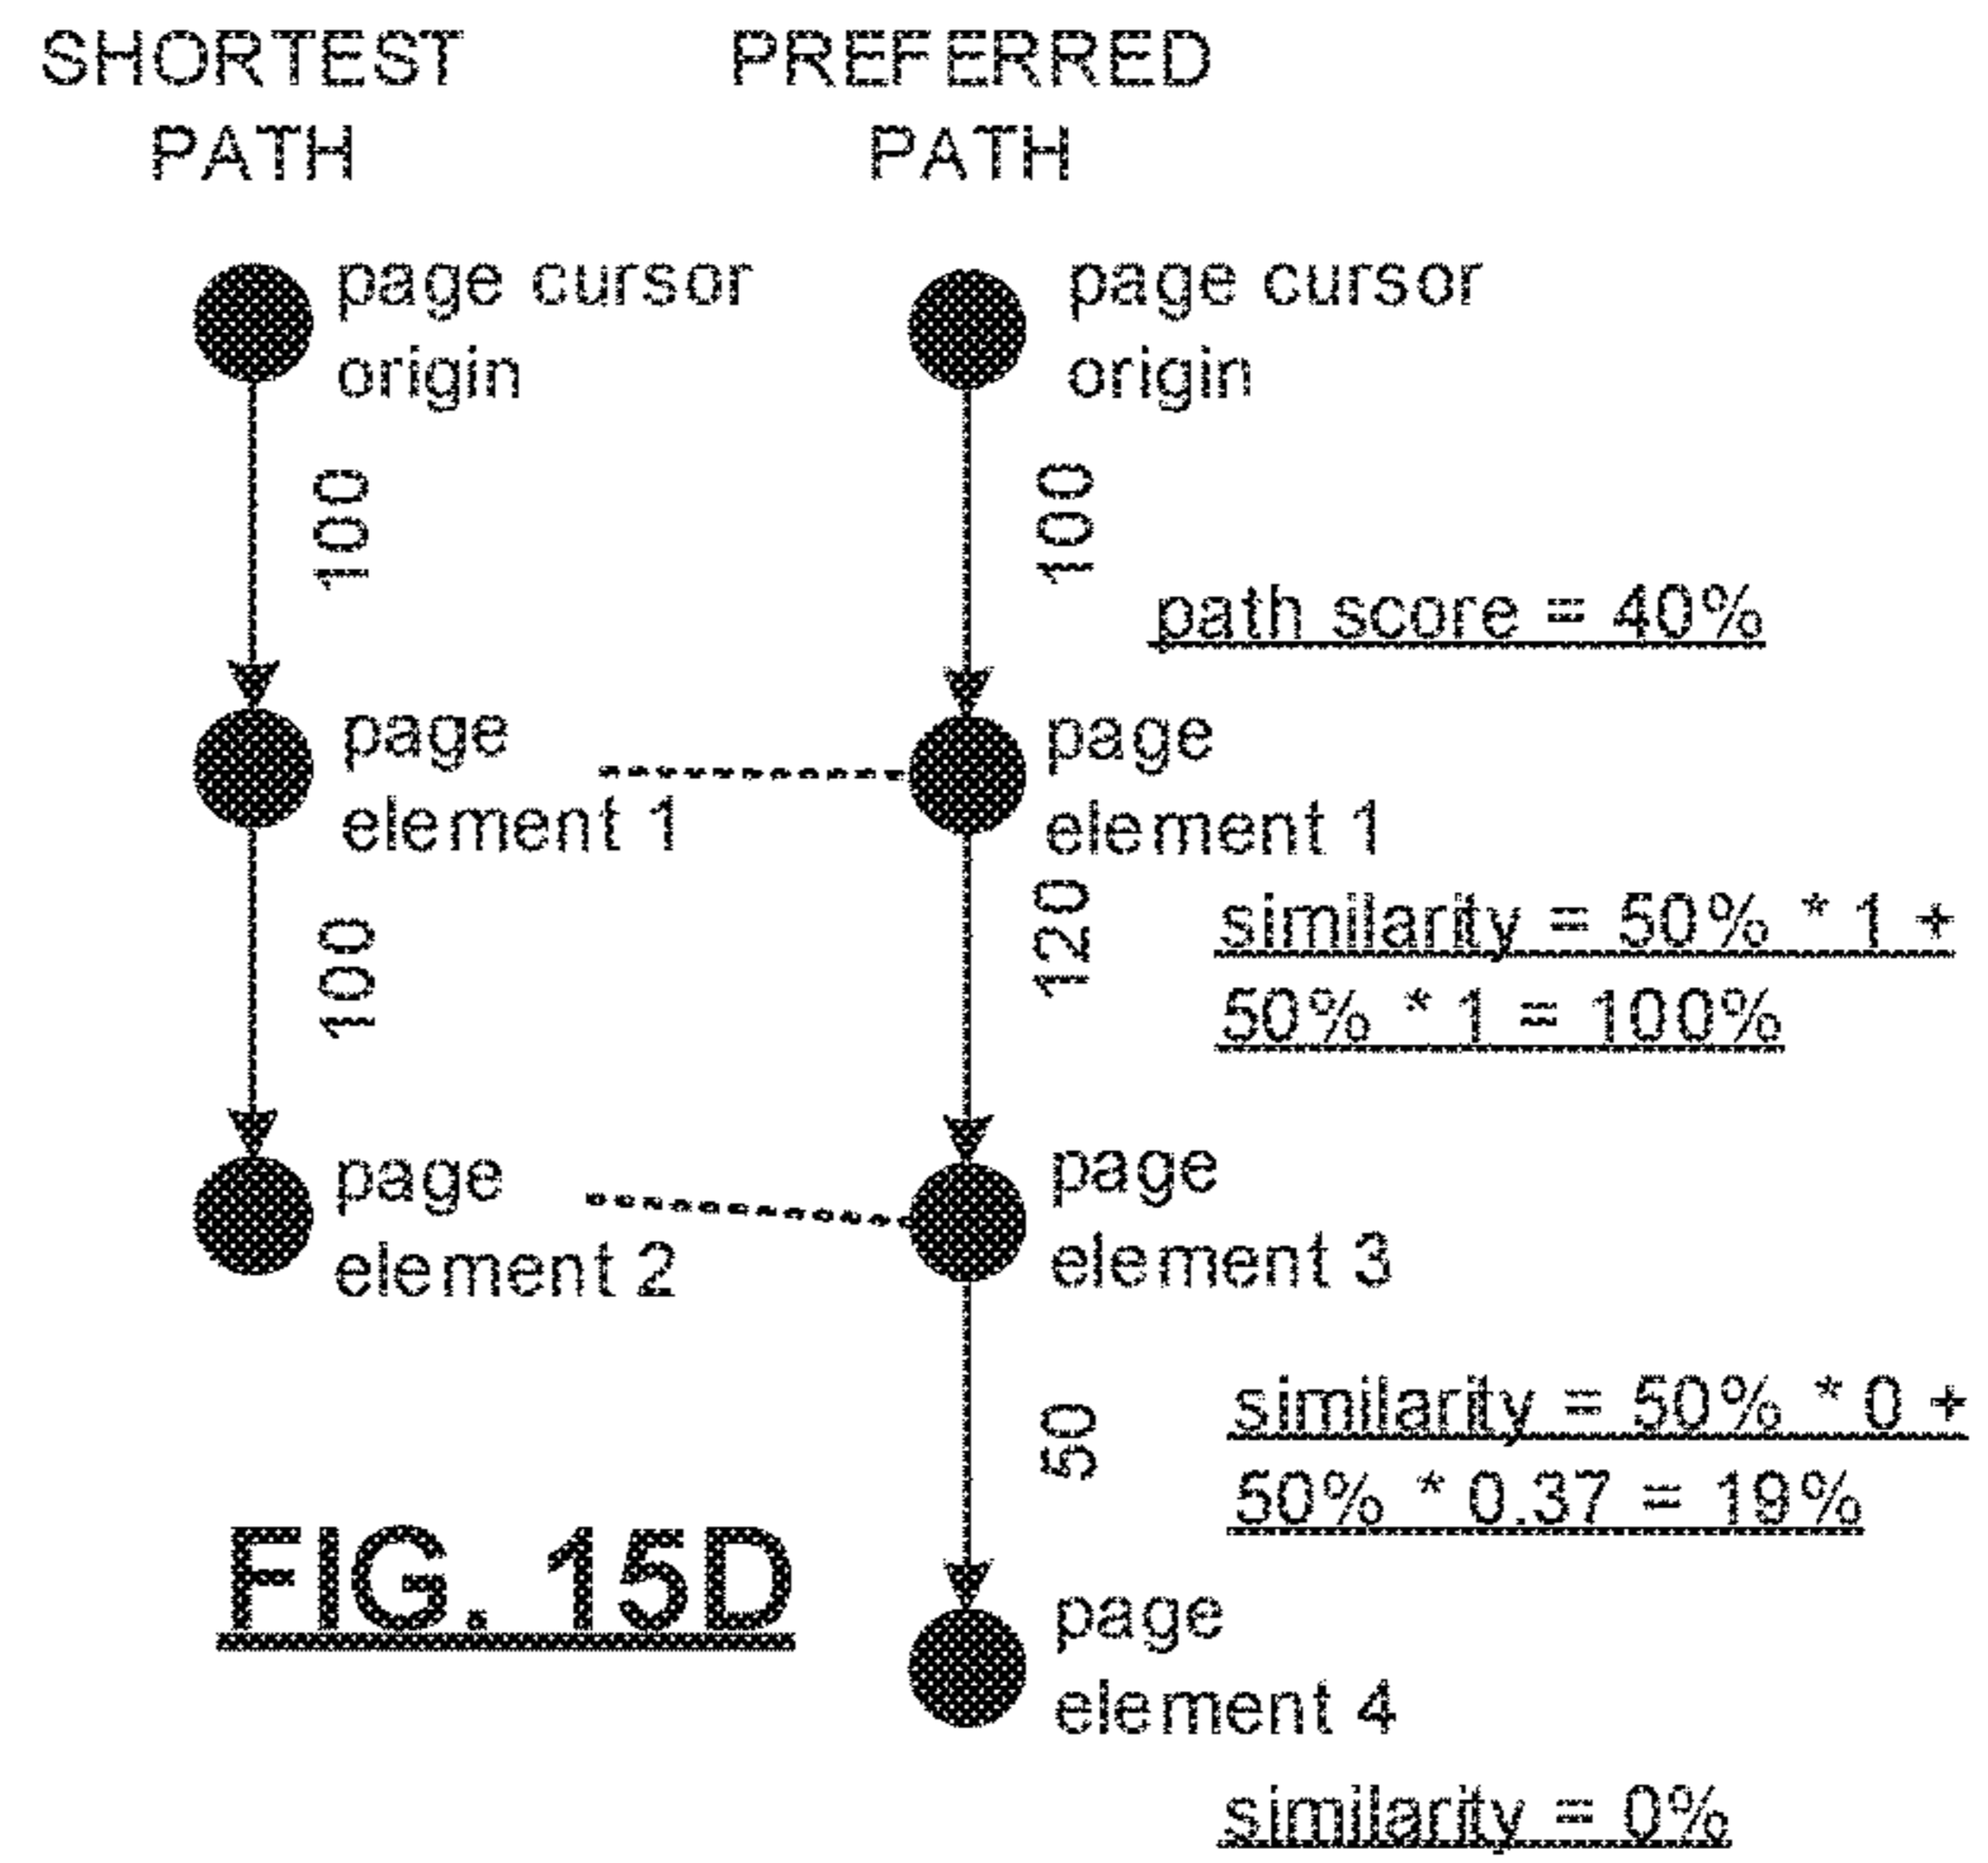 SHORTEST
PATH
PREFERRED
PATH
page cursor
origin
page cursor
origin
100
100
path score = 40%
page
element 1
page
element 1
100
120
similarity = 50% * 1 +
50% * 1 = 100%
page
element 2
page
element 3
50
similarity = 50% * 0 +
50% * 0.37 = 19%
FIG. 15D
page
element 4
similarity = 0%